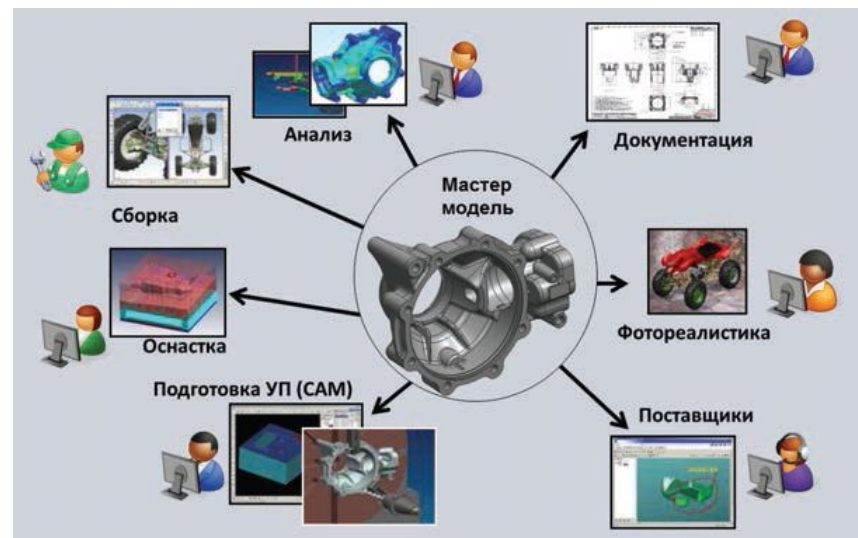 Анализ
Документация
Мастер
модель
Сборка
Оснастка
Фотореалистика
Подготовка УП (CAM)
Поставщики